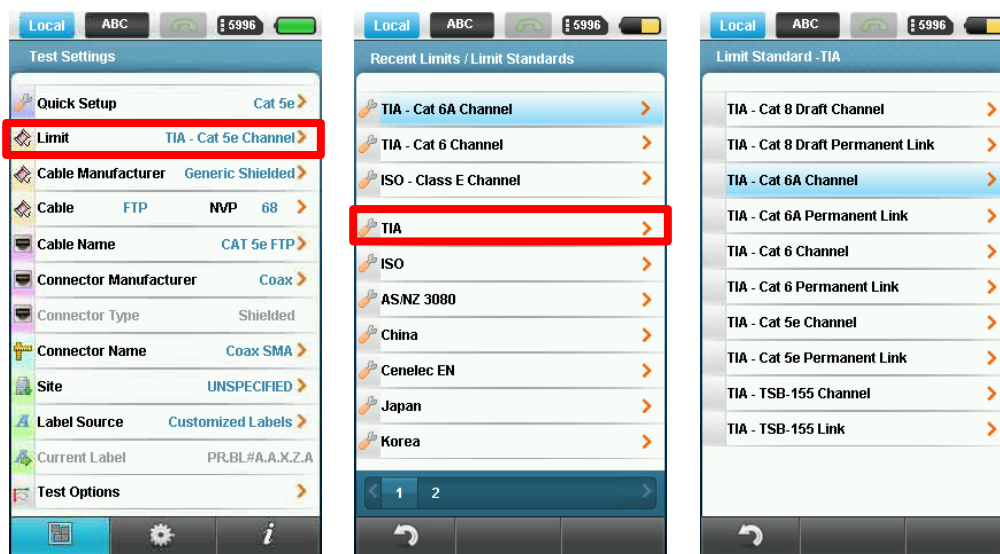 Local ABC 5996
Test Settings
Quick Setup Cat 5e
Limit TIA - Cat 5e Channel
Cable Manufacturer Generic Shielded
Cable FTP NVP 68
Cable Name CAT 5e FTP
Connector Manufacturer Coax
Connector Type Shielded
Connector Name Coax SMA
Site UNSPECIFIED
Label Source Customized Labels
Current Label PR.BL#A.A.X.Z.A
Test Options
i
Local ABC 5996
Recent Limits / Limit Standards
TIA - Cat 6A Channel
TIA - Cat 6 Channel
ISO - Class E Channel
TIA
ISO
AS/NZ 3080
China
Cenelec EN
Japan
Korea
1 2
Local ABC 5996
Limit Standard -TIA
TIA - Cat 8 Draft Channel
TIA - Cat 8 Draft Permanent Link
TIA - Cat 6A Channel
TIA - Cat 6A Permanent Link
TIA - Cat 6 Channel
TIA - Cat 6 Permanent Link
TIA - Cat 5e Channel
TIA - Cat 5e Permanent Link
TIA - TSB-155 Channel
TIA - TSB-155 Link